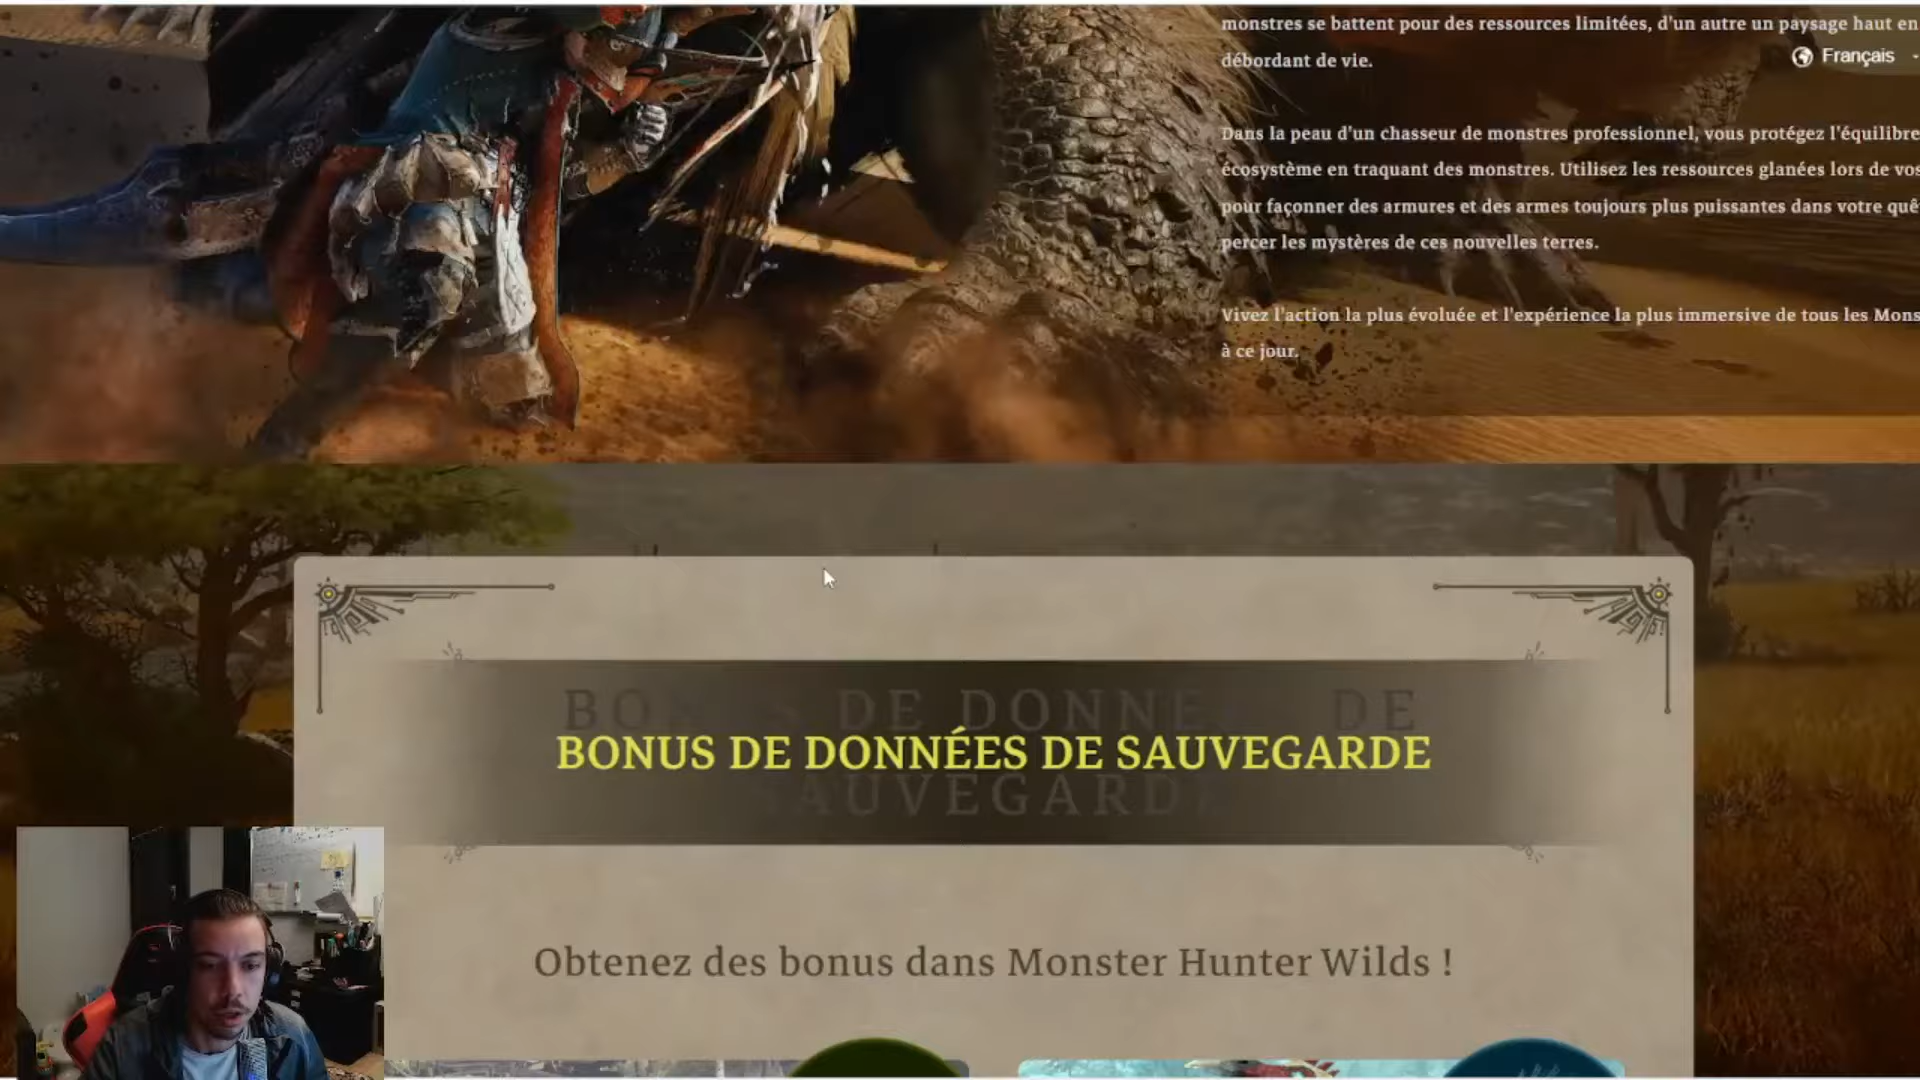 monstres se battent pour des ressources limitées, d'un autre un paysage haut en
débordant de vie.
Français
Dans la peau d'un chasseur de monstres professionnel, vous protégez l'équilibre
écosystème en traquant des monstres. Utilisez les ressources glanées lors de vos
pour façonner des armures et des armes toujours plus puissantes dans votre quê
percer les mystères de ces nouvelles terres.
Vivez l'action la plus évoluée et l'expérience la plus immersive de tous les Mons
à ce jour.
BONUS DE DONNÉES DE SAUVEGARDE
Obtenez des bonus dans Monster Hunter Wilds !